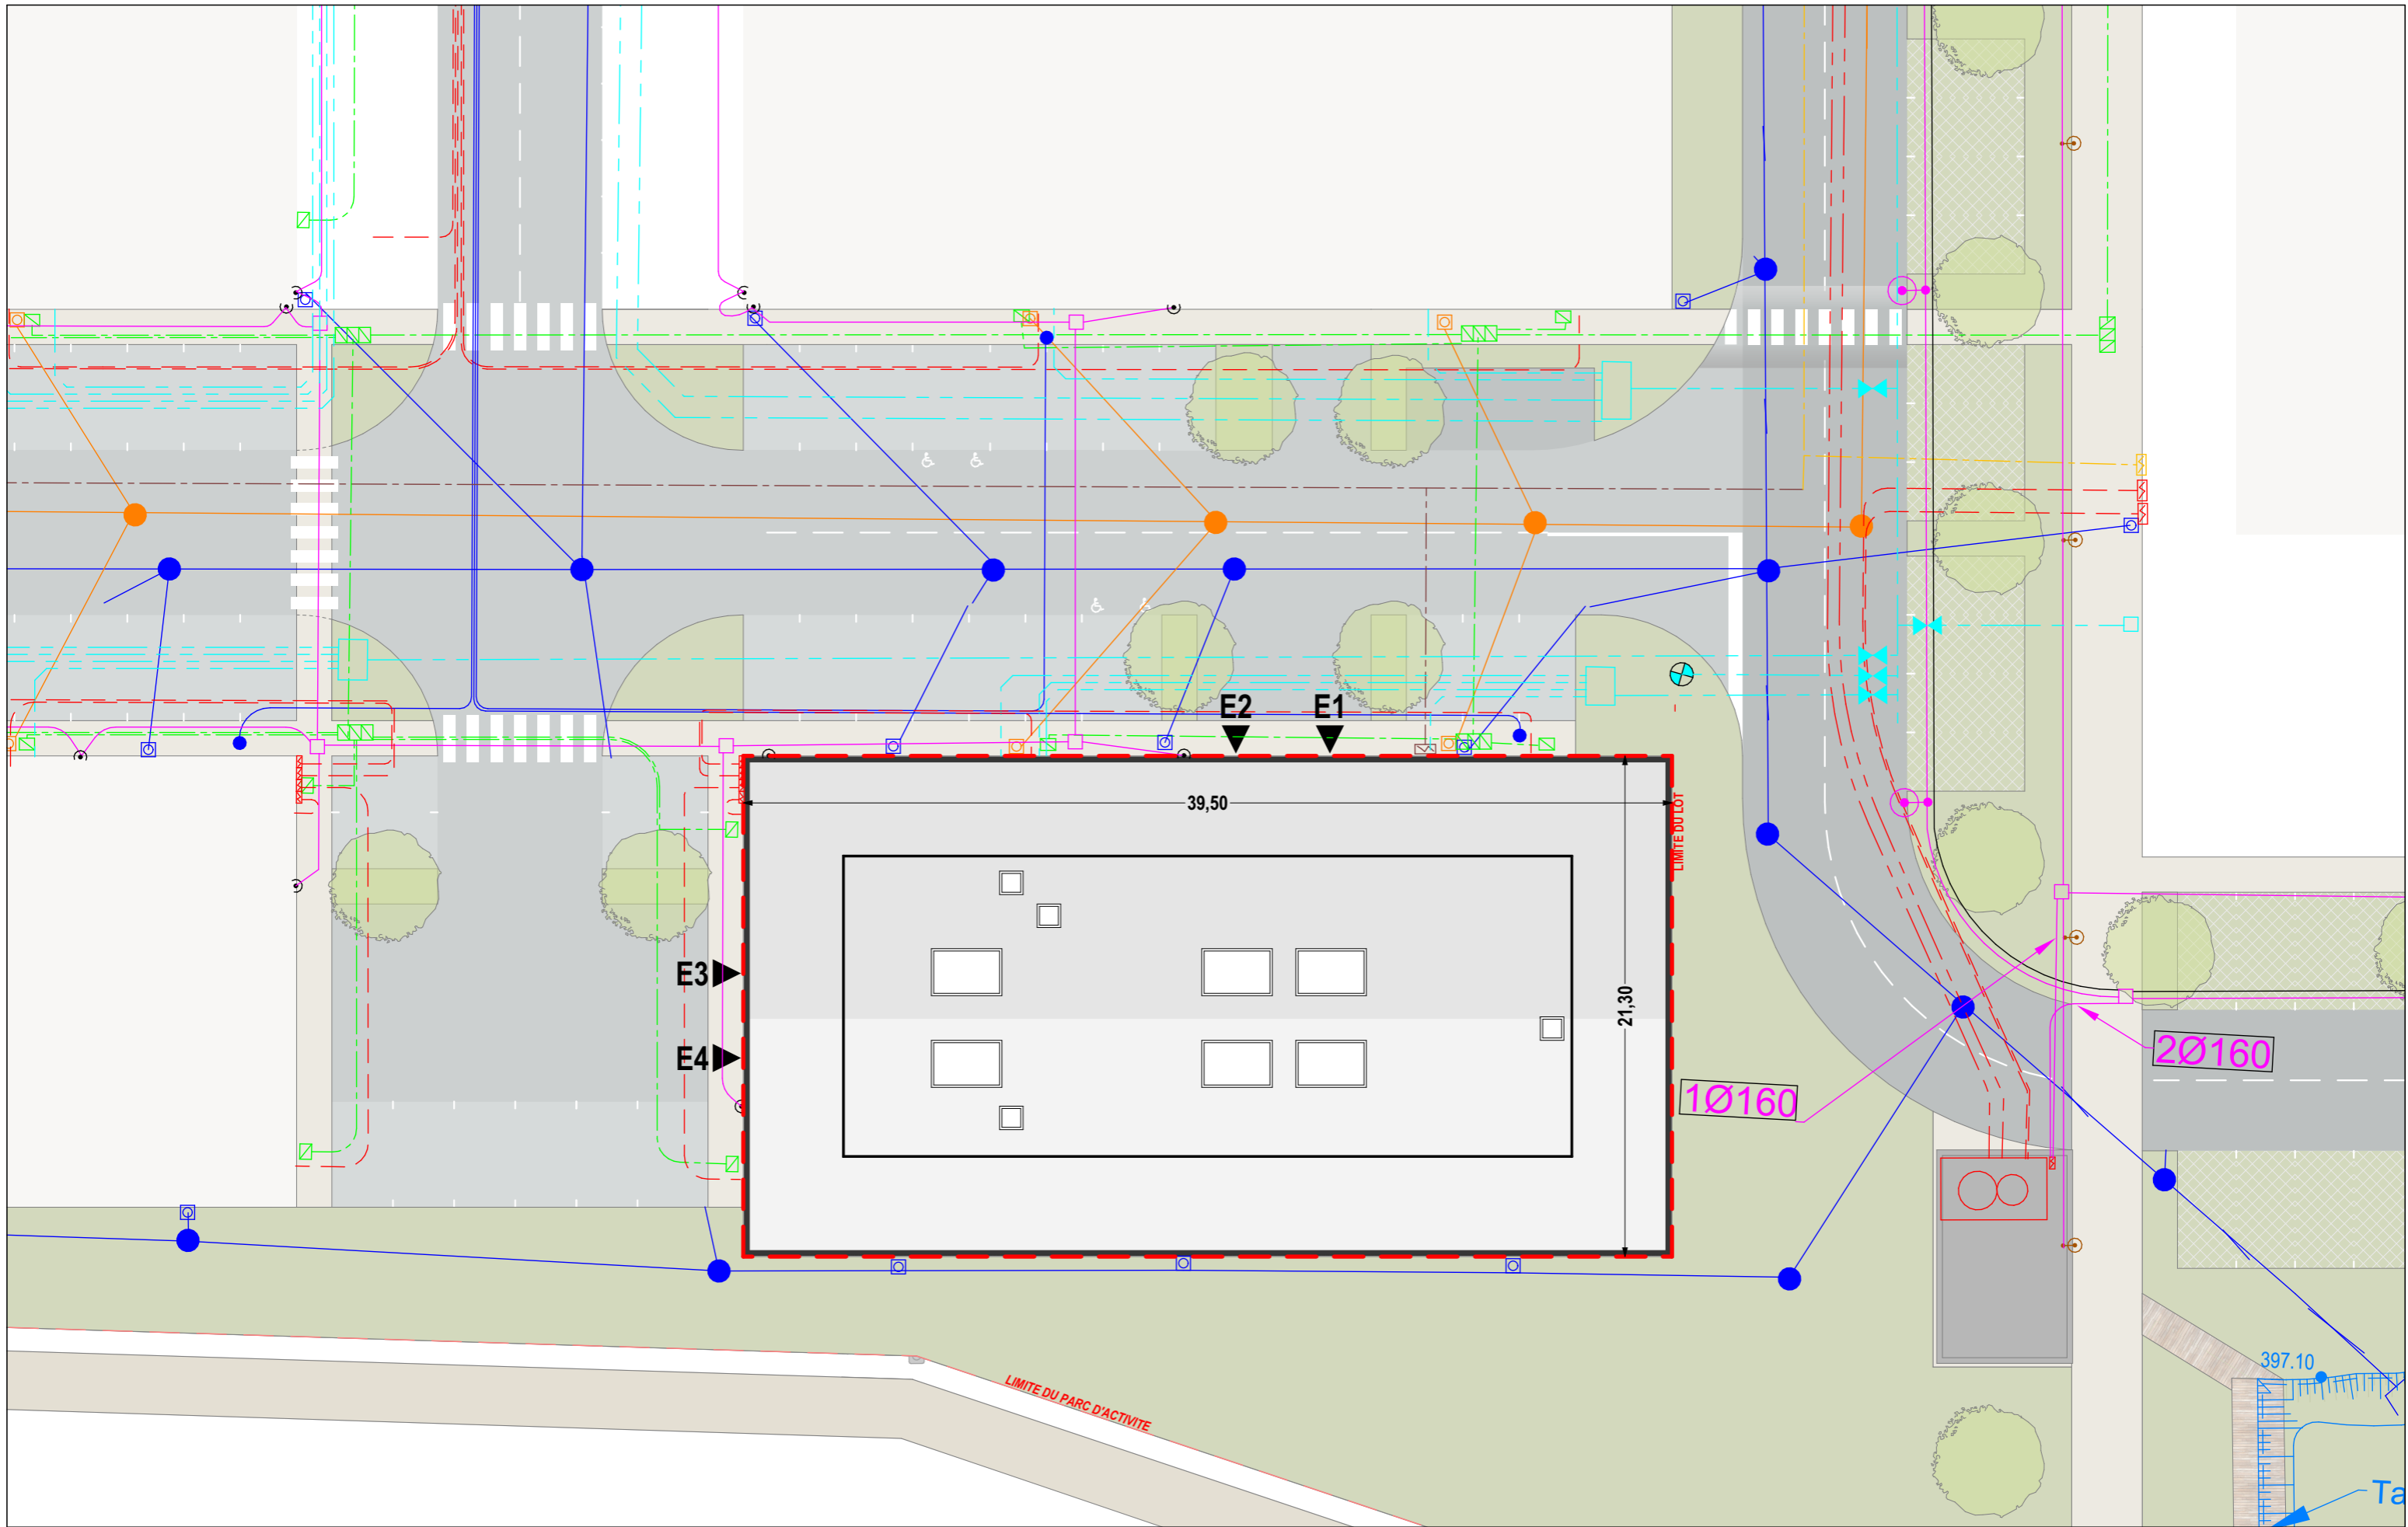 E2
E1
39,50
LIMITE DU LOT
E3
21,30
E4
2Ø160
1Ø160
397.10
LIMITE DU PARC D'ACTIVITE
Ta